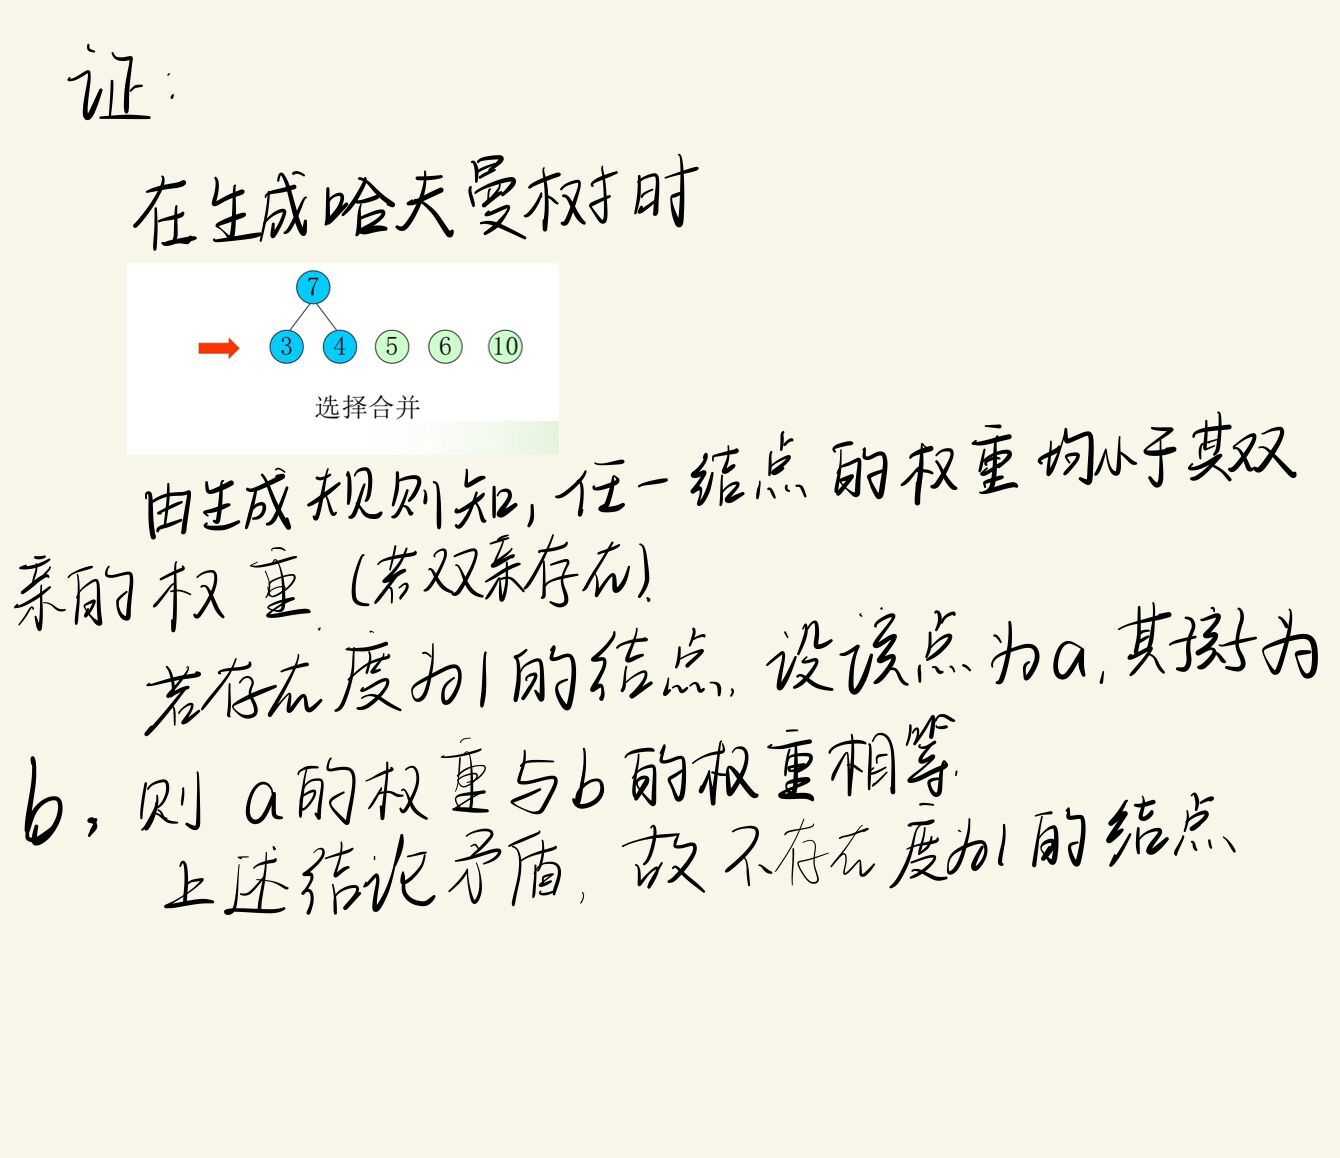 证:
在生成哈夫曼树时
7
3 4 5 6 10
选择合并
由生成规则知,任一结点的权重均小于其双
亲的权重(若双亲存在).
若存在度为1的结点,设该点为a,其孩子为
b,则 a的权重与b的权重相等.
上述结论矛盾,故不存在度为1的结点